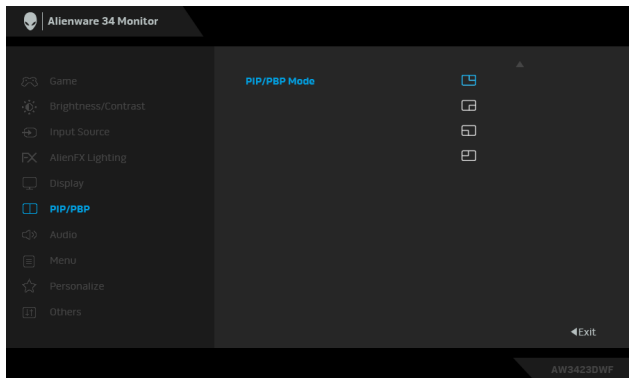 Alienware 34 Monitor
Game
PIP/PBP Mode
Brightness/Contrast
Input Source
AlienFX Lighting
Display
PIP/PBP
Audio
Menu
Personalize
Others
Exit
AW3423DWF